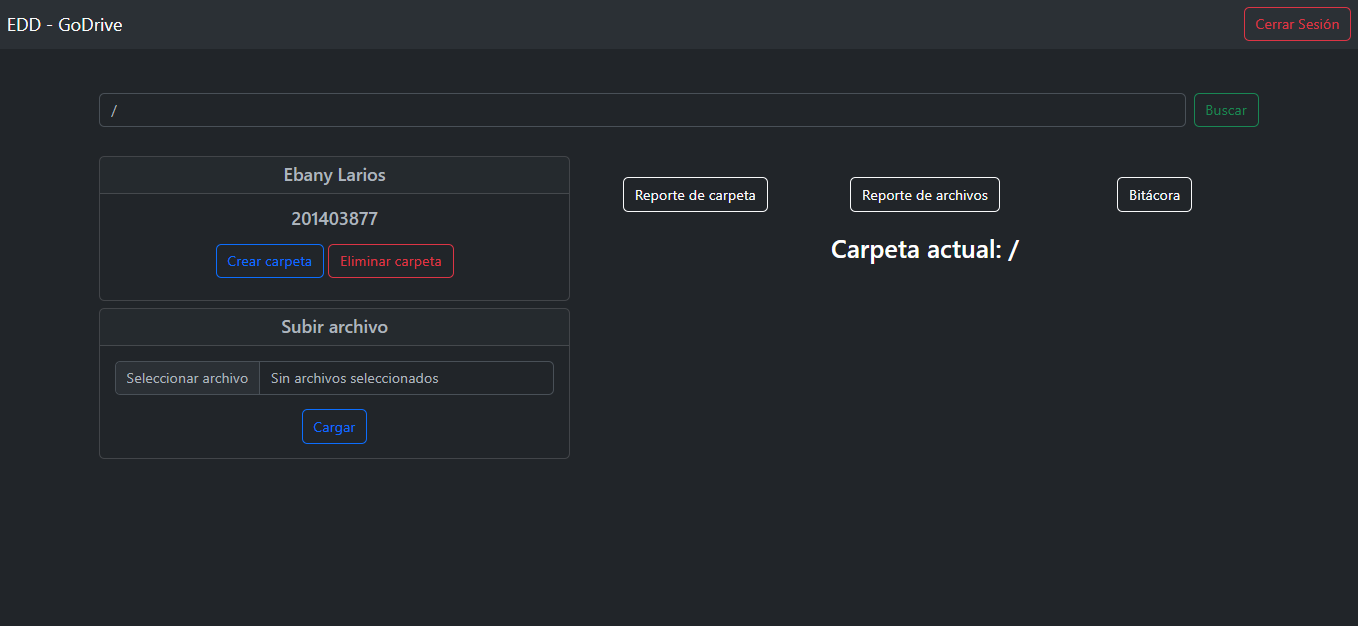 EDD - GoDrive
Cerrar Sesión
/
Buscar
Ebany Larios
201403877
Crear carpeta
Eliminar carpeta
Subir archivo
Seleccionar archivo
Sin archivos seleccionados
Cargar
Reporte de carpeta
Reporte de archivos
Bitácora
Carpeta actual: /